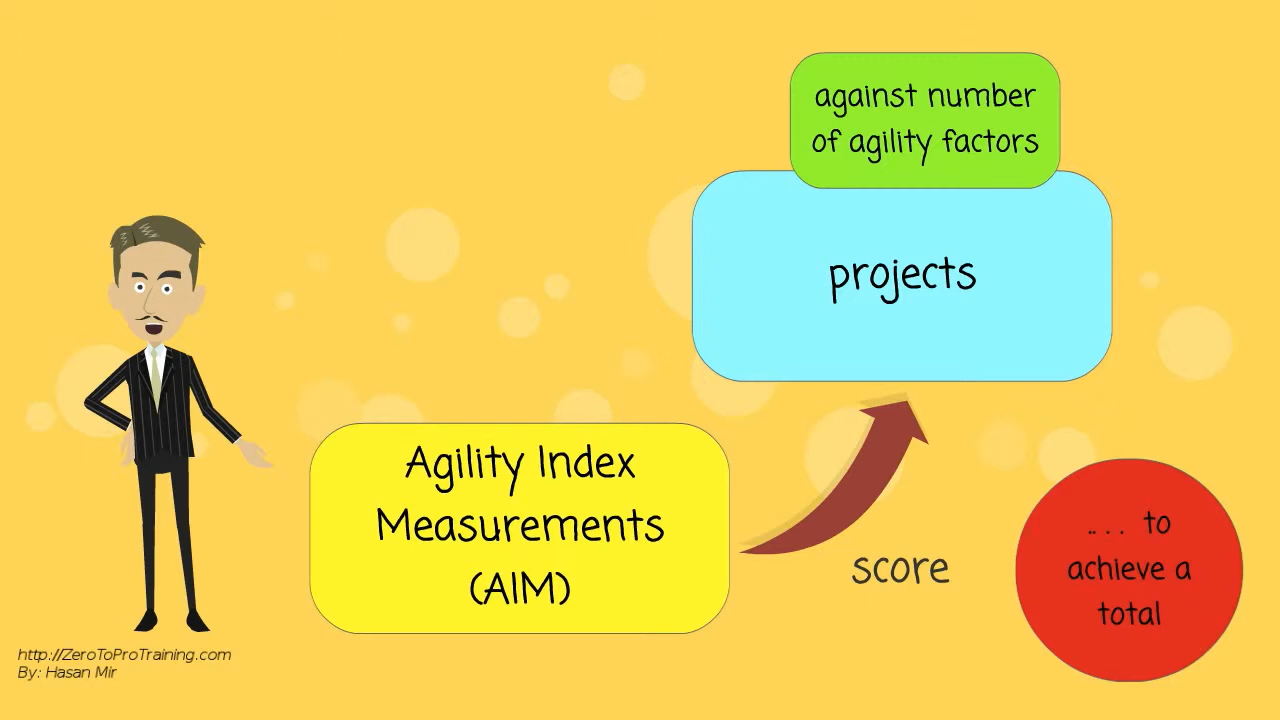 against number
of agility factors
projects
Agility Index
Measurements
(AIM)
score
.. . . to
achieve a
total
http://ZeroToProTraining.com
By: Hasan Mir